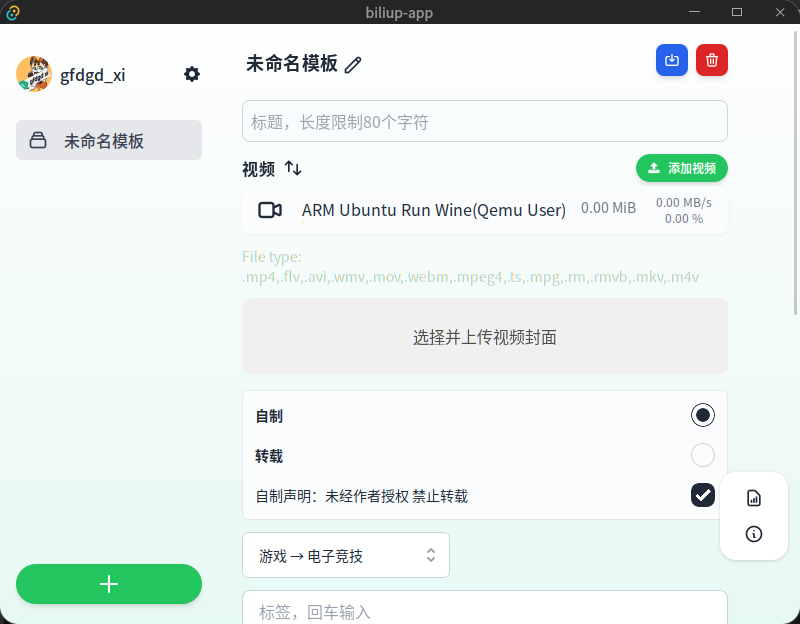 biliup-app
gfdgd_xi
未命名模板
未命名模板
标题，长度限制80个字符
视频
添加视频
ARM Ubuntu Run Wine(Qemu User)
0.00 MiB
0.00 MB/s
0.00 %
File type:
.mp4,.flv,.avi,.wmv,.mov,.webm,.mpeg4,.ts,.mpg,.rm,.rmvb,.mkv,.m4v
选择并上传视频封面
自制
转载
自制声明：未经作者授权 禁止转载
游戏 → 电子竞技
标签，回车输入